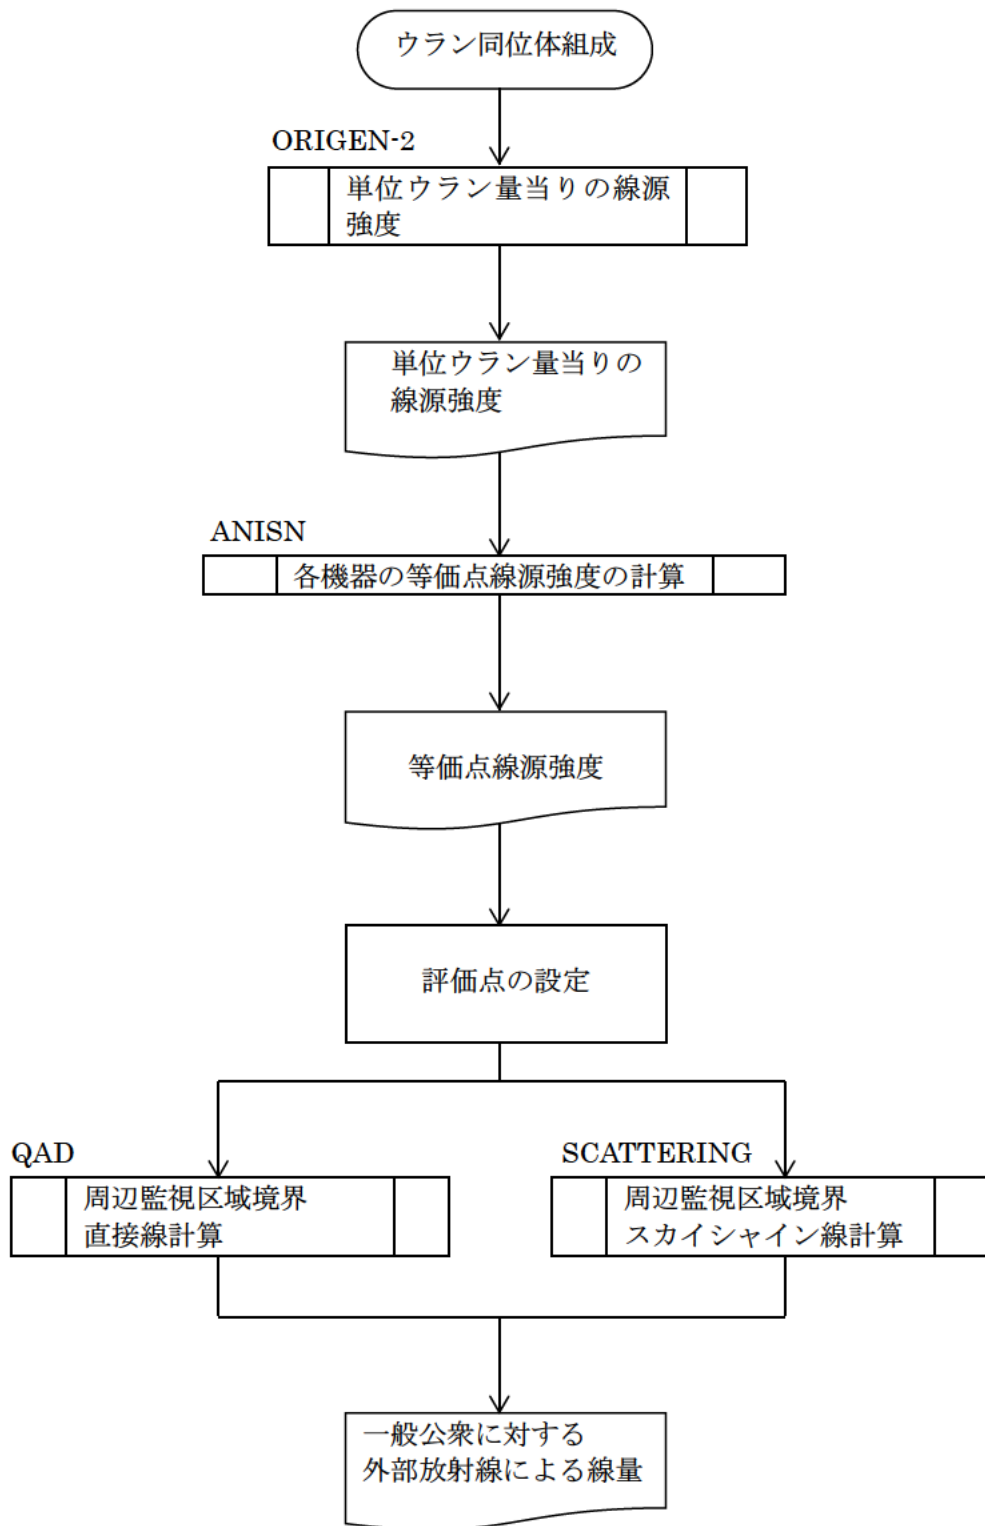 ウラン同位体組成
ORIGEN-2
単位ウラン量当りの線源
強度
単位ウラン量当りの
線源強度
ANISN
各機器の等価点線源強度の計算
等価点線源強度
評価点の設定
QAD
周辺監視区域境界
直接線計算
SCATTERING
周辺監視区域境界
スカイシャイン線計算
一般公衆に対する
外部放射線による線量